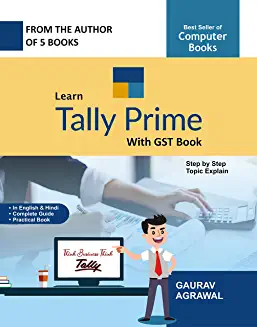 FROM THE AUTHOR
OF 5 BOOKS
Best Seller of
Computer
Books
Learn
Tally Prime
With GST Book
Step by Step
Topic Explain
• In English & Hindi
• Complete Guide
• Practical Book
Think Business Think
Tally
GAURAV
AGRAWAL